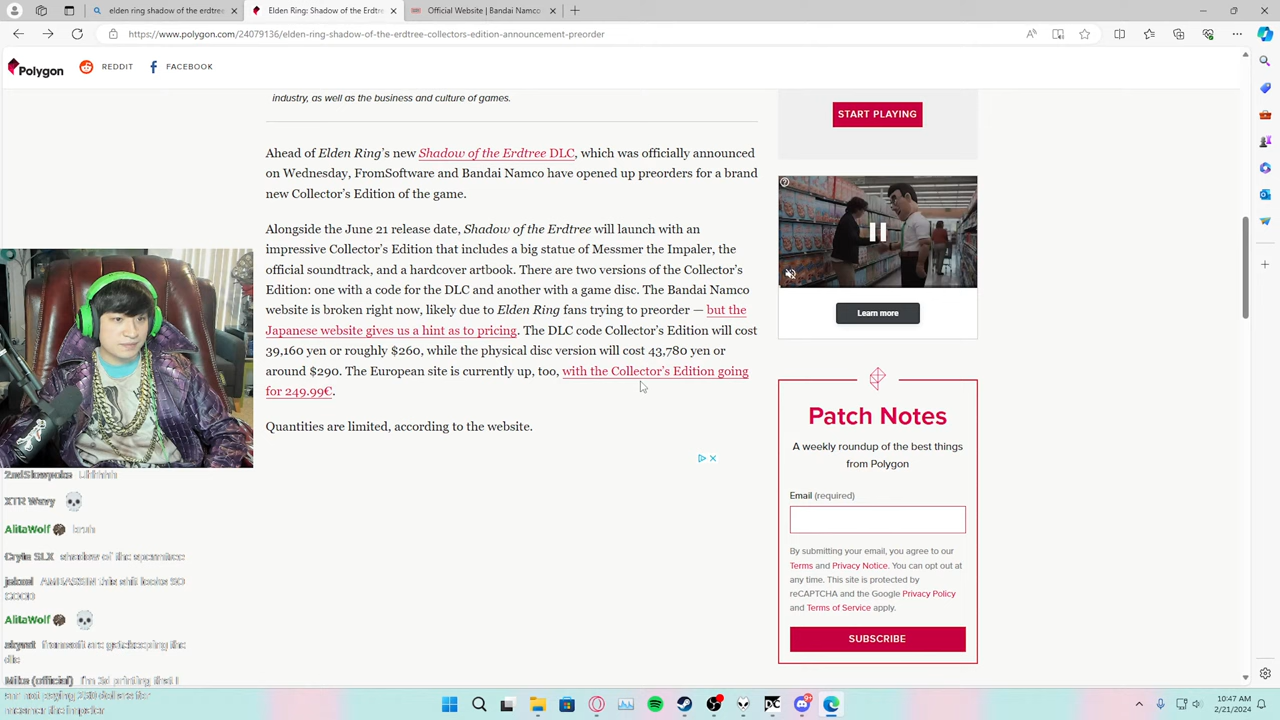 elden ring shadow of the erdtree
Elden Ring: Shadow of the Erdtre
Official Website | Bandai Namco
https://www.polygon.com/24079136/elden-ring-shadow-of-the-erdtree-collectors-edition-announcement-preorder
Polygon REDDIT FACEBOOK
industry, as well as the business and culture of games.
Ahead of Elden Ring's new Shadow of the Erdtree DLC, which was officially announced
on Wednesday, FromSoftware and Bandai Namco have opened up preorders for a brand
new Collector's Edition of the game.
Alongside the June 21 release date, Shadow of the Erdtree will launch with an
impressive Collector's Edition that includes a big statue of Messmer the Impaler, the
official soundtrack, and a hardcover artbook. There are two versions of the Collector's
Edition: one with a code for the DLC and another with a game disc. The Bandai Namco
website is broken right now, likely due to Elden Ring fans trying to preorder — but the
Japanese website gives us a hint as to pricing. The DLC code Collector's Edition will cost
39,160 yen or roughly $260, while the physical disc version will cost 43,780 yen or
around $290. The European site is currently up, too, with the Collector's Edition going
for 249.99€.
Quantities are limited, according to the website.
START PLAYING
Learn more
Patch Notes
A weekly roundup of the best things
from Polygon
Email (required)
By submitting your email, you agree to our
Terms and Privacy Notice. You can opt out at
any time. This site is protected by
reCAPTCHA and the Google Privacy Policy
and Terms of Service apply.
SUBSCRIBE
XTR Wavy
AlitaWolf bruh
AlitaWolf
Mike (official)
10:47 AM
2/21/2024